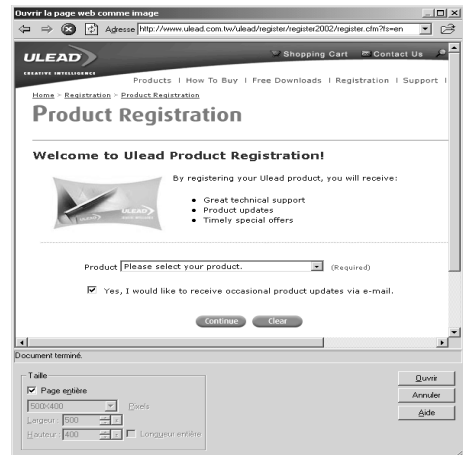 Ouvrir la page web comme image
Agresse http://www.ulead.com.tw/ulead/register/register2002/register.cfm?ls=en
ULEAD
CREATIVE INTELLIGENCE
Shopping Cart Contact Us
Products | How To Buy | Free Downloads | Registration | Support |
Home > Registration > Product Registration
Product Registration
Welcome to Ulead Product Registration!
By registering your Ulead product, you will receive:
• Great technical support
• Product updates
• Timely special offers
ULEAD
Product Please select your product. (Required)
Yes, I would like to receive occasional product updates via e-mail.
Continue Clear
Document terminé.
Taille
Page entière
500X400 Pixels
Largeur: 500
Hauteur: 400 Longueur entière
Ouvrir
Annuler
Aide